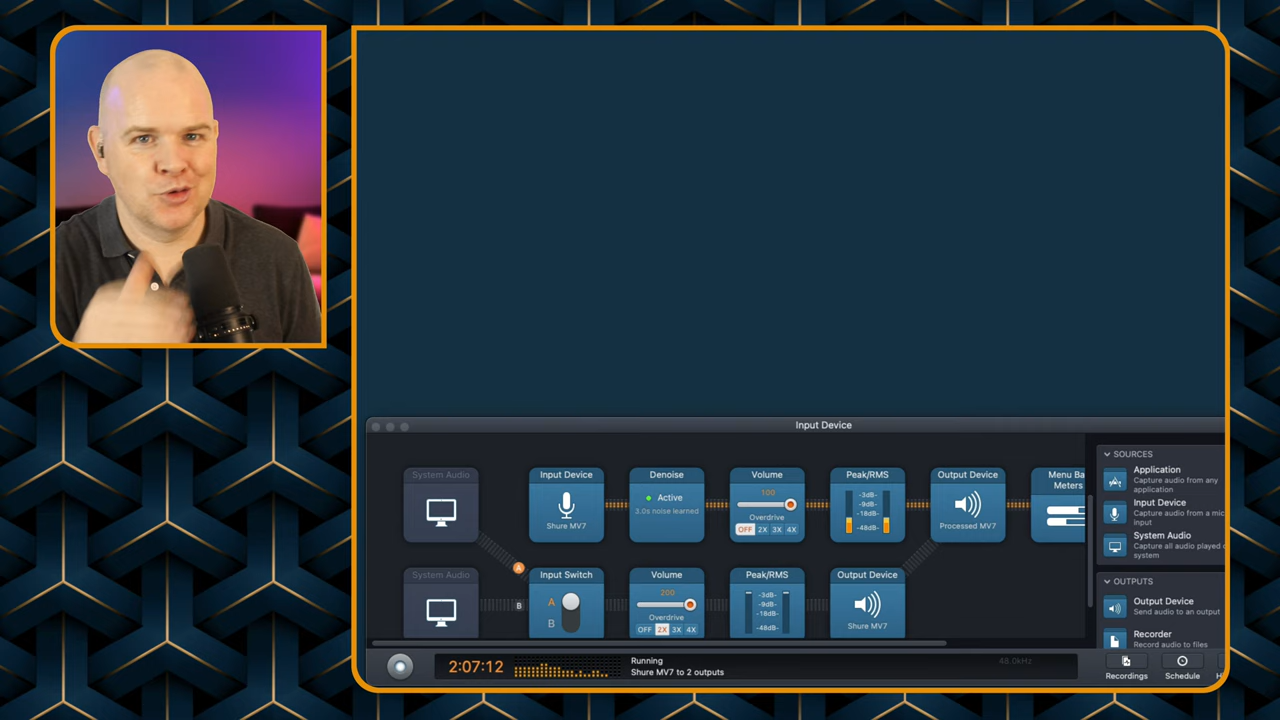 Input Device
System Audio
Input Device
Shure MV7
Denoise
Active
3.0s noise learned
Volume
100
Overdrive
OFF 2X 3X 4X
Peak/RMS
-3dB-
-9dB-
-18dB-
-48dB-
Output Device
Processed MV7
Menu Ba
Meters
System Audio
A
B
Input Switch
A
B
Volume
200
Overdrive
OFF 2X 3X 4X
Peak/RMS
-3dB-
-9dB-
-18dB-
-48dB-
Output Device
Shure MV7
SOURCES
Application
Capture audio from any
application
Input Device
Capture audio from a mic
input
System Audio
Capture all audio played
system
OUTPUTS
Output Device
Send audio to an output
Recorder
Record audio to files
2:07:12
Running
Shure MV7 to 2 outputs
48.0kHz
Recordings
Schedule